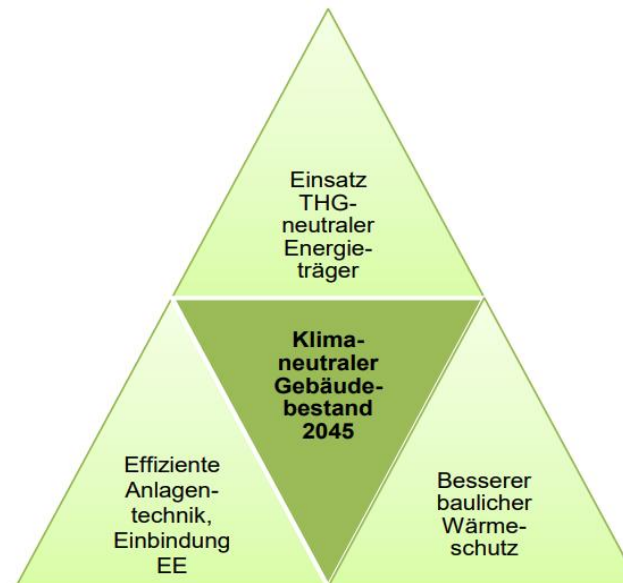 Einsatz
THG-
neutraler
Energie-
träger
Klima-
neutraler
Gebäude-
bestand
2045
Effiziente
Anlagen-
technik,
Einbindung
EE
Besserer
baulicher
Wärme-
schutz